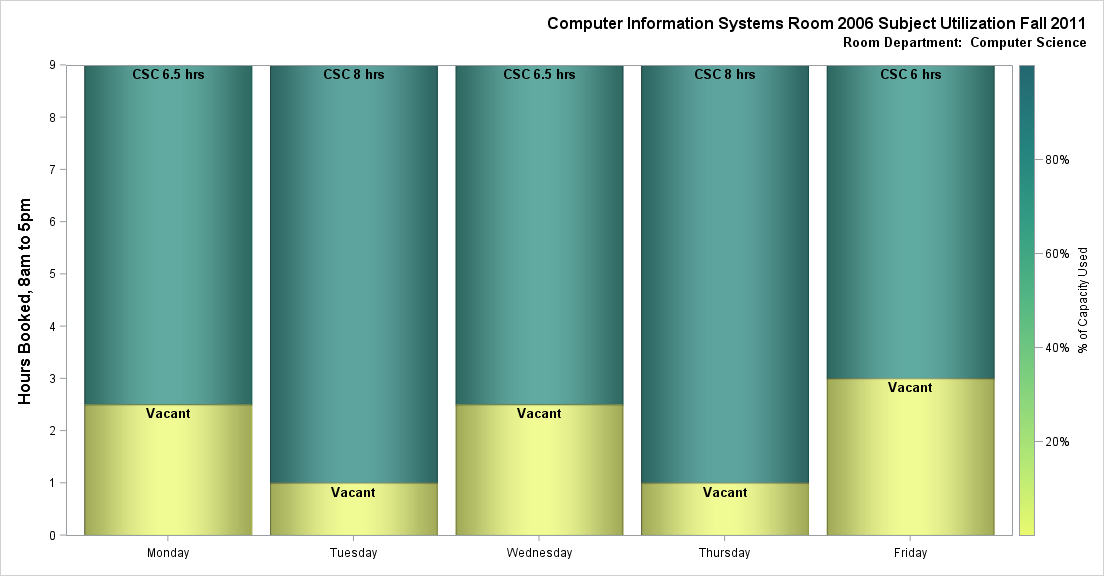 Computer Information Systems Room 2006 Subject Utilization Fall 2011
Room Department:  Computer Science
Hours Booked, 8am to 5pm
9
8
7
6
5
4
3
2
1
0
CSC 6.5 hrs
CSC 8 hrs
CSC 6.5 hrs
CSC 8 hrs
CSC 6 hrs
Vacant
Vacant
Vacant
Vacant
Vacant
Monday
Tuesday
Wednesday
Thursday
Friday
80%
60%
40%
20%
% of Capacity Used